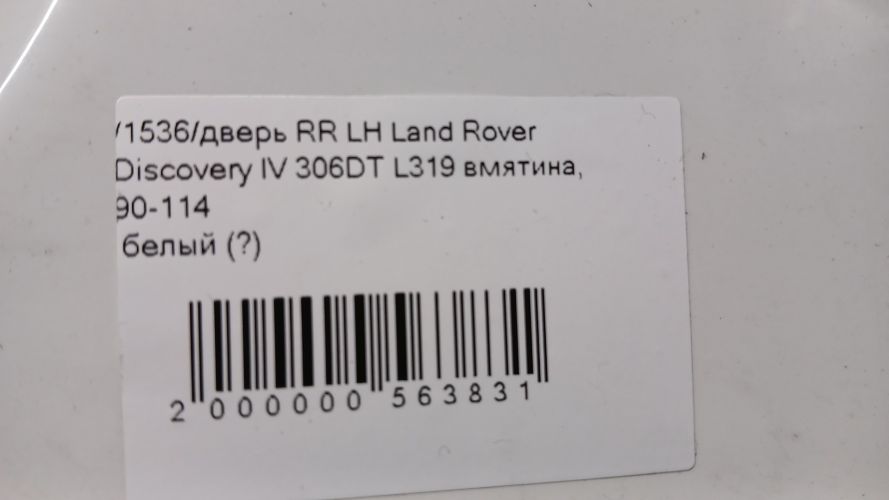 /1536/дверь RR LH Land Rover
Discovery IV 306DT L319 вмятина,
90-114
белый (?)
2 000000 563831